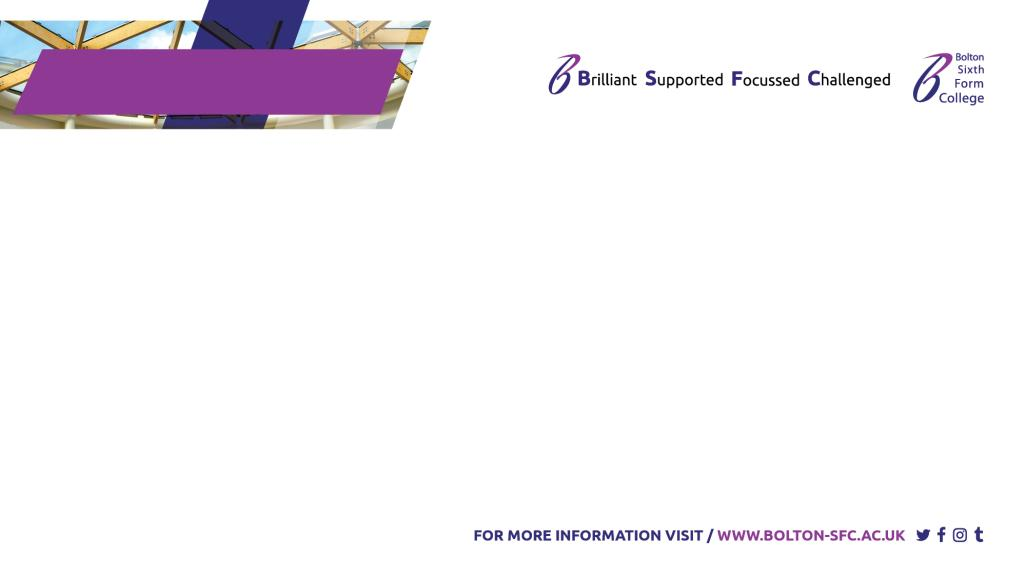 Brilliant Supported Focussed Challenged
Bolton
Sixth
Form
College
FOR MORE INFORMATION VISIT / WWW.BOLTON-SFC.AC.UK